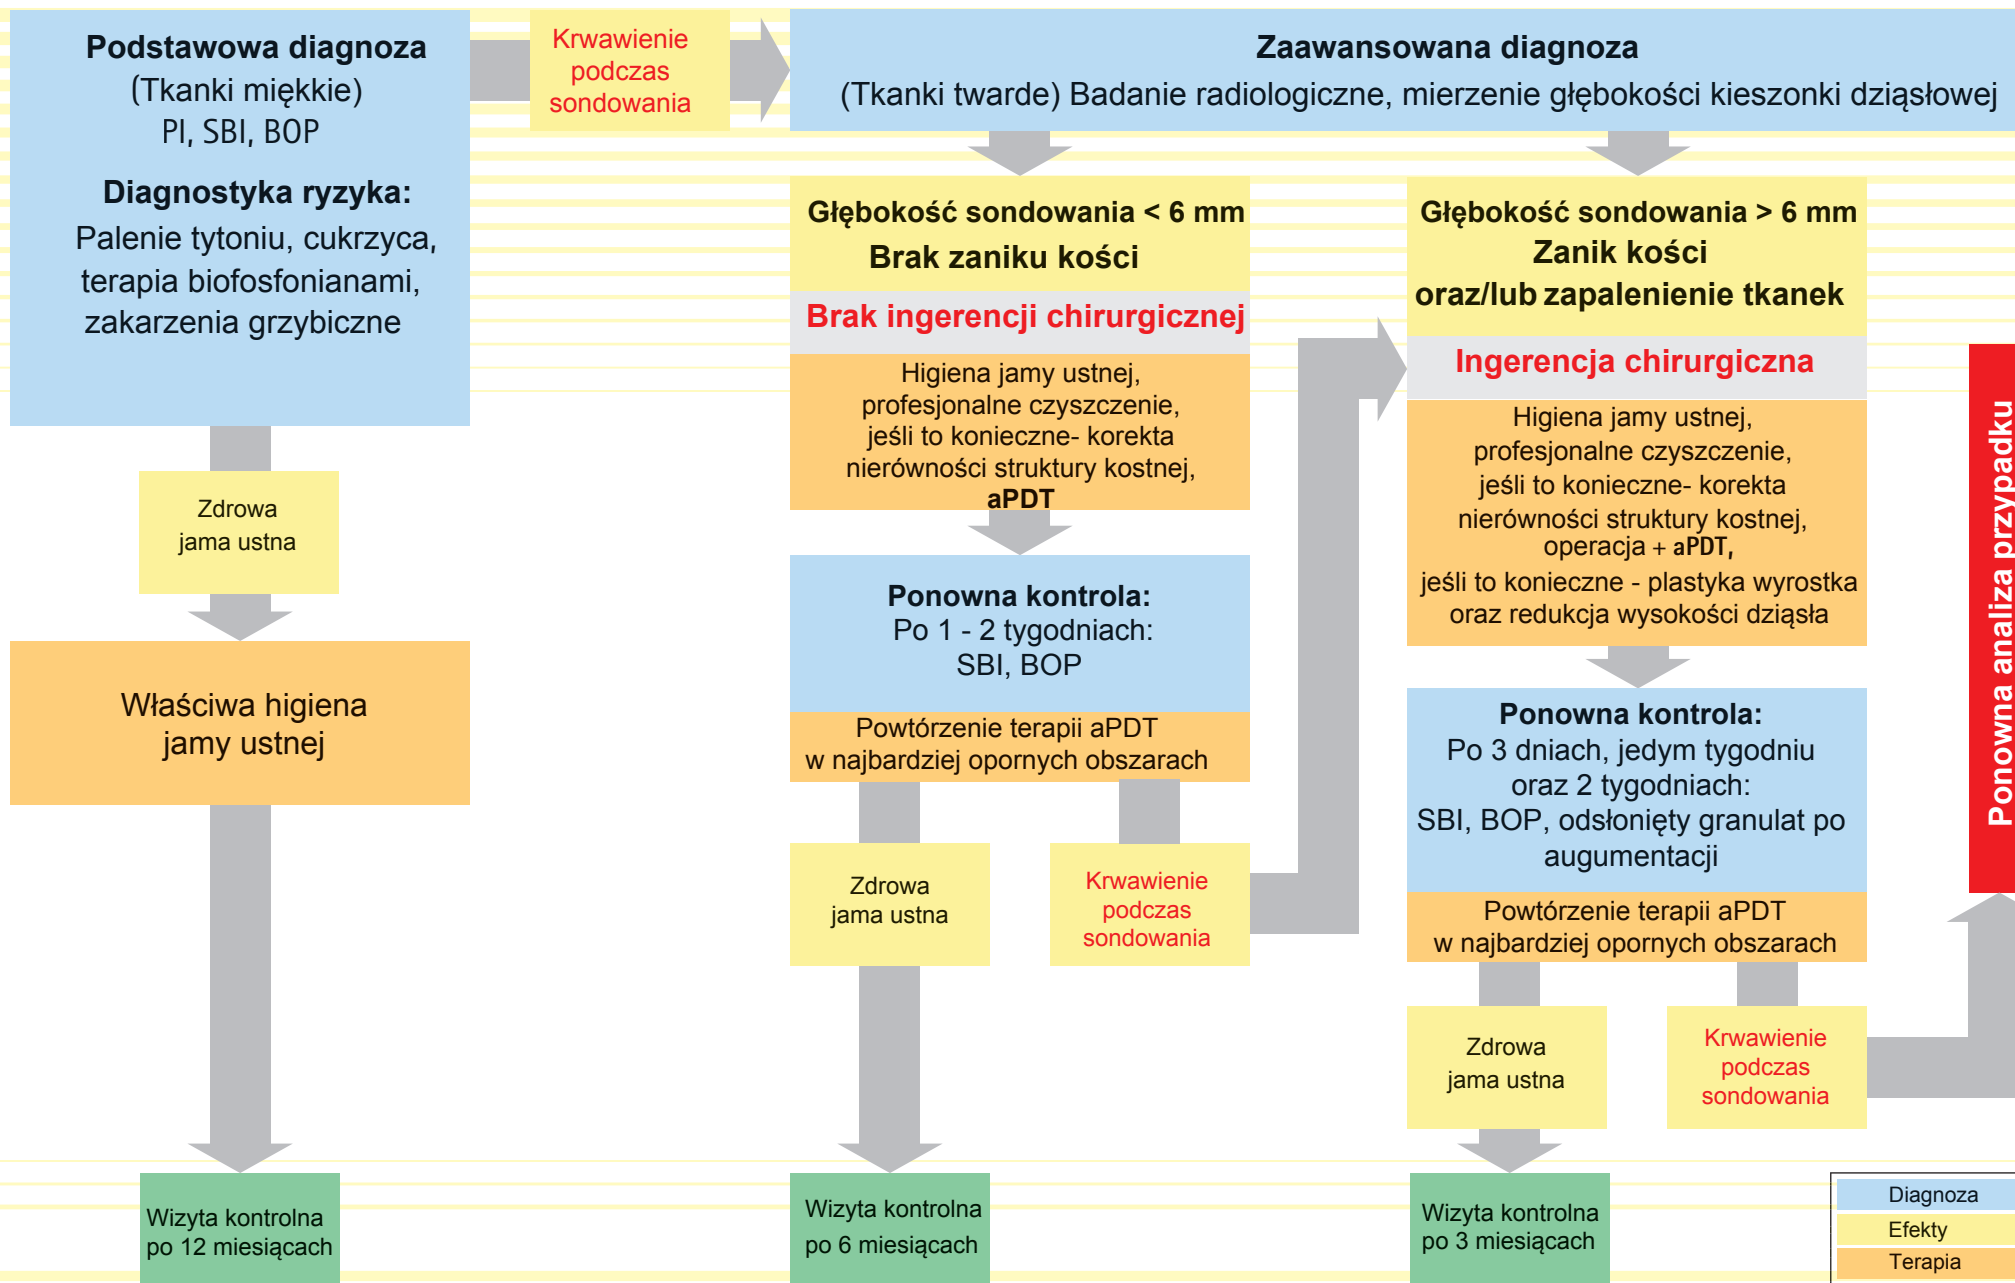 Podstawowa diagnoza
(Tkanki miękkie)
PI, SBI, BOP
Diagnostyka ryzyka:
Palenie tytoniu, cukrzyca,
terapia biofosfonianami,
zakarzenia grzybiczne
Krwawienie
podczas
sondowania
Zaawansowana diagnoza
(Tkanki twarde) Badanie radiologiczne, mierzenie głębokości kieszonki dziąsłowej
Zdrowa
jama ustna
Właściwa higiena
jamy ustnej
Wizyta kontrolna
po 12 miesiącach
Głębokość sondowania < 6 mm
Brak zaniku kości
Brak ingerencji chirurgicznej
Higiena jamy ustnej,
profesjonalne czyszczenie,
jeśli to konieczne- korekta
nierówności struktury kostnej,
aPDT
Ponowna kontrola:
Po 1 - 2 tygodniach:
SBI, BOP
Powtórzenie terapii aPDT
w najbardziej opornych obszarach
Zdrowa
jama ustna
Krwawienie
podczas
sondowania
Wizyta kontrolna
po 6 miesiącach
Głębokość sondowania > 6 mm
Zanik kości
oraz/lub zapalenienie tkanek
Ingerencja chirurgiczna
Higiena jamy ustnej,
profesjonalne czyszczenie,
jeśli to konieczne- korekta
nierówności struktury kostnej,
operacja + aPDT,
jeśli to konieczne - plastyka wyrostka
oraz redukcja wysokości dziąsła
Ponowna kontrola:
Po 3 dniach, jedym tygodniu
oraz 2 tygodniach:
SBI, BOP, odsłonięty granulat po
augumentacji
Powtórzenie terapii aPDT
w najbardziej opornych obszarach
Zdrowa
jama ustna
Krwawienie
podczas
sondowania
Wizyta kontrolna
po 3 miesiącach
Ponowna analiza przypadku
Diagnoza
Efekty
Terapia